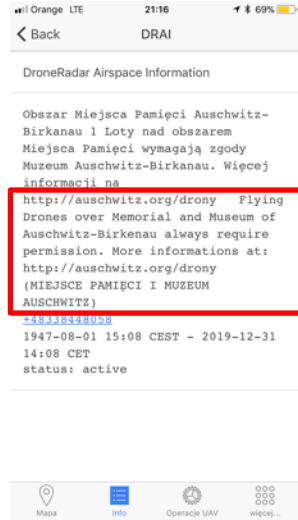 Orange LTE 21:16 69%
Back DRAI
DroneRadar Airspace Information
Obszar Miejsca Pamięci Auschwitz-
Birkanau 1 Loty nad obszarem
Miejsca Pamięci wymagają zgody
Muzeum Auschwitz-Birkanau. Więcej
informacji na
http://auschwitz.org/drony Flying
Drones over Memorial and Museum of
Auschwitz-Birkenau always require
permission. More informations at:
http://auschwitz.org/drony
(MIEJSCE PAMIĘCI I MUZEUM
AUSCHWITZ)
+48338448058
1947-08-01 15:08 CEST - 2019-12-31
14:08 CET
status: active
Mapa Info Operacje UAV więcej...